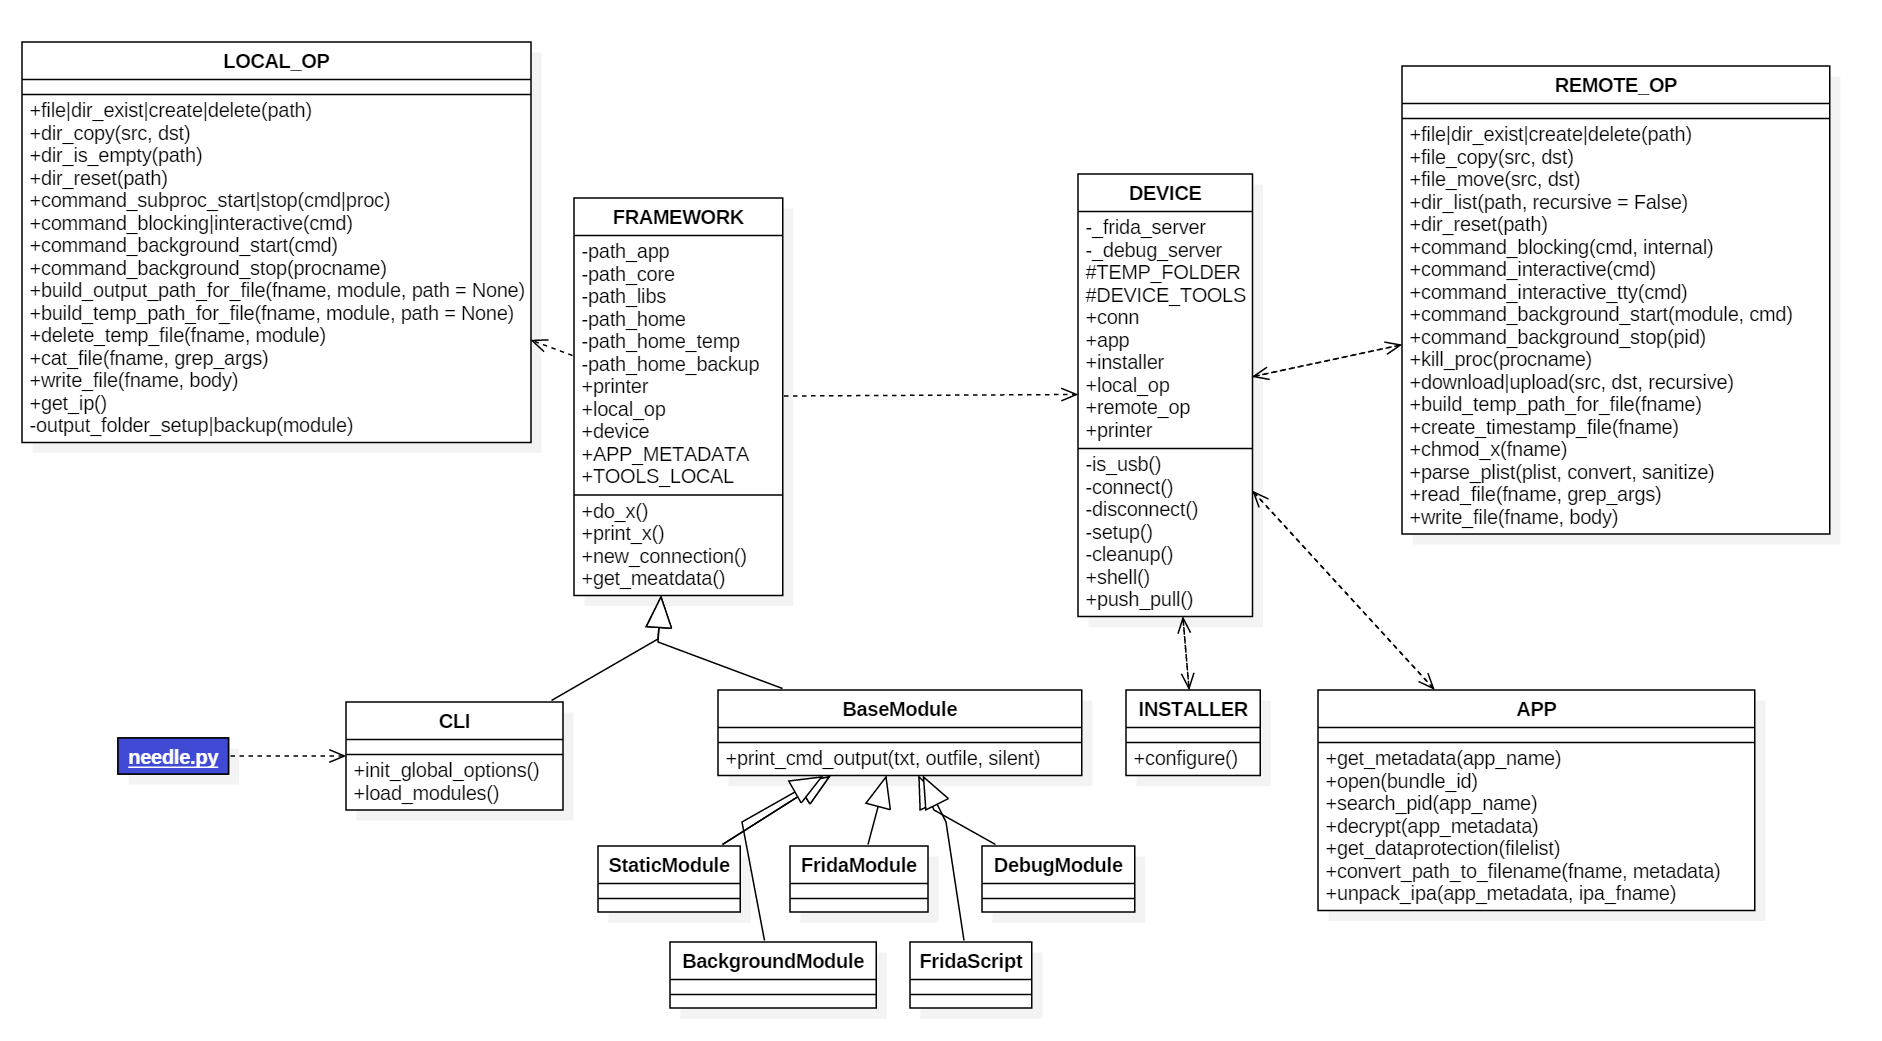 LOCAL_OP
+file|dir_exist|create|delete(path)
+dir_copy(src, dst)
+dir_is_empty(path)
+dir_reset(path)
+command_subproc_start|stop(cmd|proc)
+command_blocking|interactive(cmd)
+command_background_start(cmd)
+command_background_stop(procname)
+build_output_path_for_file(fname, module, path = None)
+build_temp_path_for_file(fname, module, path = None)
+delete_temp_file(fname, module)
+cat_file(fname, grep_args)
+write_file(fname, body)
+get_ip()
-output_folder_setup|backup(module)
FRAMEWORK
-path_app
-path_core
-path_libs
-path_home
-path_home_temp
-path_home_backup
+printer
+local_op
+device
+APP_METADATA
+TOOLS_LOCAL
+do_x()
+print_x()
+new_connection()
+get_meatdata()
DEVICE
-_frida_server
-_debug_server
#TEMP_FOLDER
#DEVICE_TOOLS
+conn
+app
+installer
+local_op
+remote_op
+printer
-is_usb()
-connect()
-disconnect()
-setup()
-cleanup()
+shell()
+push_pull()
REMOTE_OP
+file|dir_exist|create|delete(path)
+file_copy(src, dst)
+file_move(src, dst)
+dir_list(path, recursive = False)
+dir_reset(path)
+command_blocking(cmd, internal)
+command_interactive(cmd)
+command_interactive_tty(cmd)
+command_background_start(module, cmd)
+command_background_stop(pid)
+kill_proc(procname)
+download|upload(src, dst, recursive)
+build_temp_path_for_file(fname)
+create_timestamp_file(fname)
+chmod_x(fname)
+parse_plist(plist, convert, sanitize)
+read_file(fname, grep_args)
+write_file(fname, body)
needle.py
CLI
+init_global_options()
+load_modules()
BaseModule
+print_cmd_output(txt, outfile, silent)
INSTALLER
+configure()
APP
+get_metadata(app_name)
+open(bundle_id)
+search_pid(app_name)
+decrypt(app_metadata)
+get_dataprotection(filelist)
+convert_path_to_filename(fname, metadata)
+unpack_ipa(app_metadata, ipa_fname)
StaticModule
FridaModule
DebugModule
BackgroundModule
FridaScript